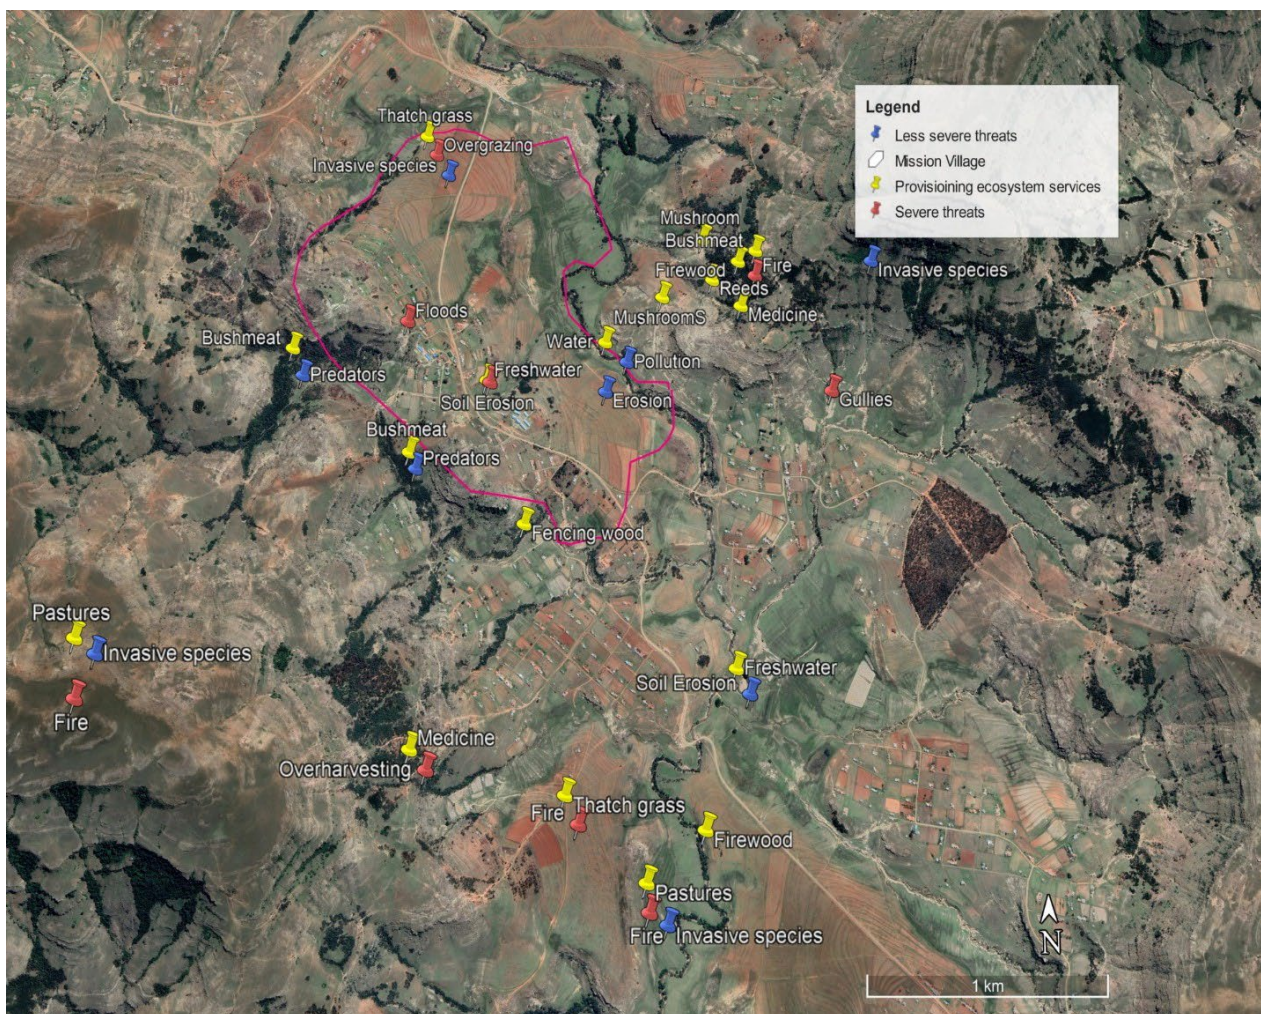 Legend
Less severe threats
Mission Village
Provisioining ecosystem services
Severe threats
Thatch grass
Overgrazing
Invasive species
Mushroom
Bushmeat
Fire
Firewood
Invasive species
Reeds
Medicine
MushroomS
Floods
Bushmeat
Water
Pollution
Predators
Freshwater
Soil Erosion
Erosion
Gullies
Bushmeat
Predators
Fencing wood
Pastures
Invasive species
Fire
Freshwater
Soil Erosion
Medicine
Overharvesting
Fire
Thatch grass
Firewood
Pastures
Fire
Invasive species
N
1 km